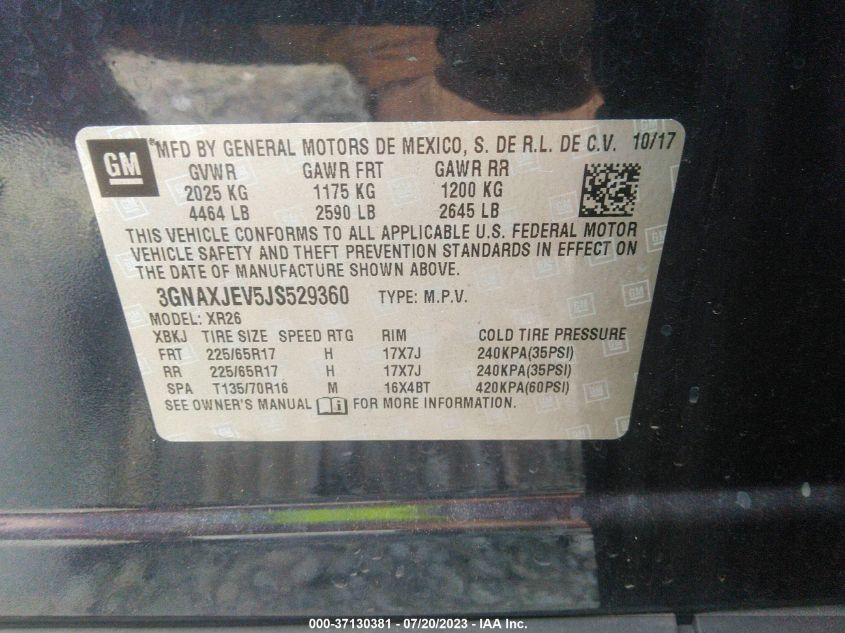 GM
®MFD BY GENERAL MOTORS DE MEXICO, S. DE R.L. DE C.V. 10/17
GVWR GAWR FRT GAWR RR
2025 KG 1175 KG 1200 KG
4464 LB 2590 LB 2645 LB
THIS VEHICLE CONFORMS TO ALL APPLICABLE U.S. FEDERAL MOTOR
VEHICLE SAFETY AND THEFT PREVENTION STANDARDS IN EFFECT ON
THE DATE OF MANUFACTURE SHOWN ABOVE.
3GNAXJEV5JS529360 TYPE: M.P.V.
MODEL: XR26
XBKJ TIRE SIZE SPEED RTG RIM COLD TIRE PRESSURE
FRT 225/65R17 H 17X7J 240KPA(35PSI)
RR 225/65R17 H 17X7J 240KPA(35PSI)
SPA T135/70R16 M 16X4BT 420KPA(60PSI)
SEE OWNER'S MANUAL FOR MORE INFORMATION.
000-37130381 - 07/20/2023 - © IAA Inc.